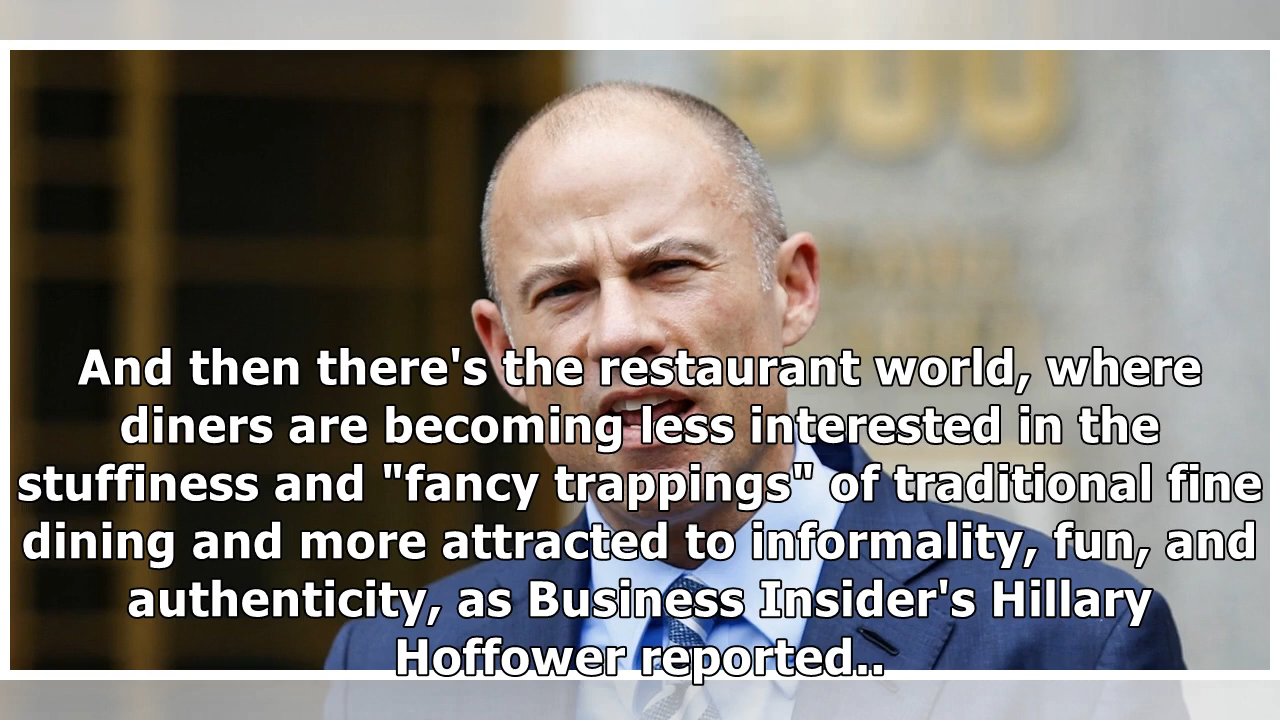 500
And then there's the restaurant world, where
diners are becoming less interested in the
stuffiness and "fancy trappings" of traditional fine
dining and more attracted to informality, fun, and
authenticity, as Business Insider's Hillary
Hoffower reported..